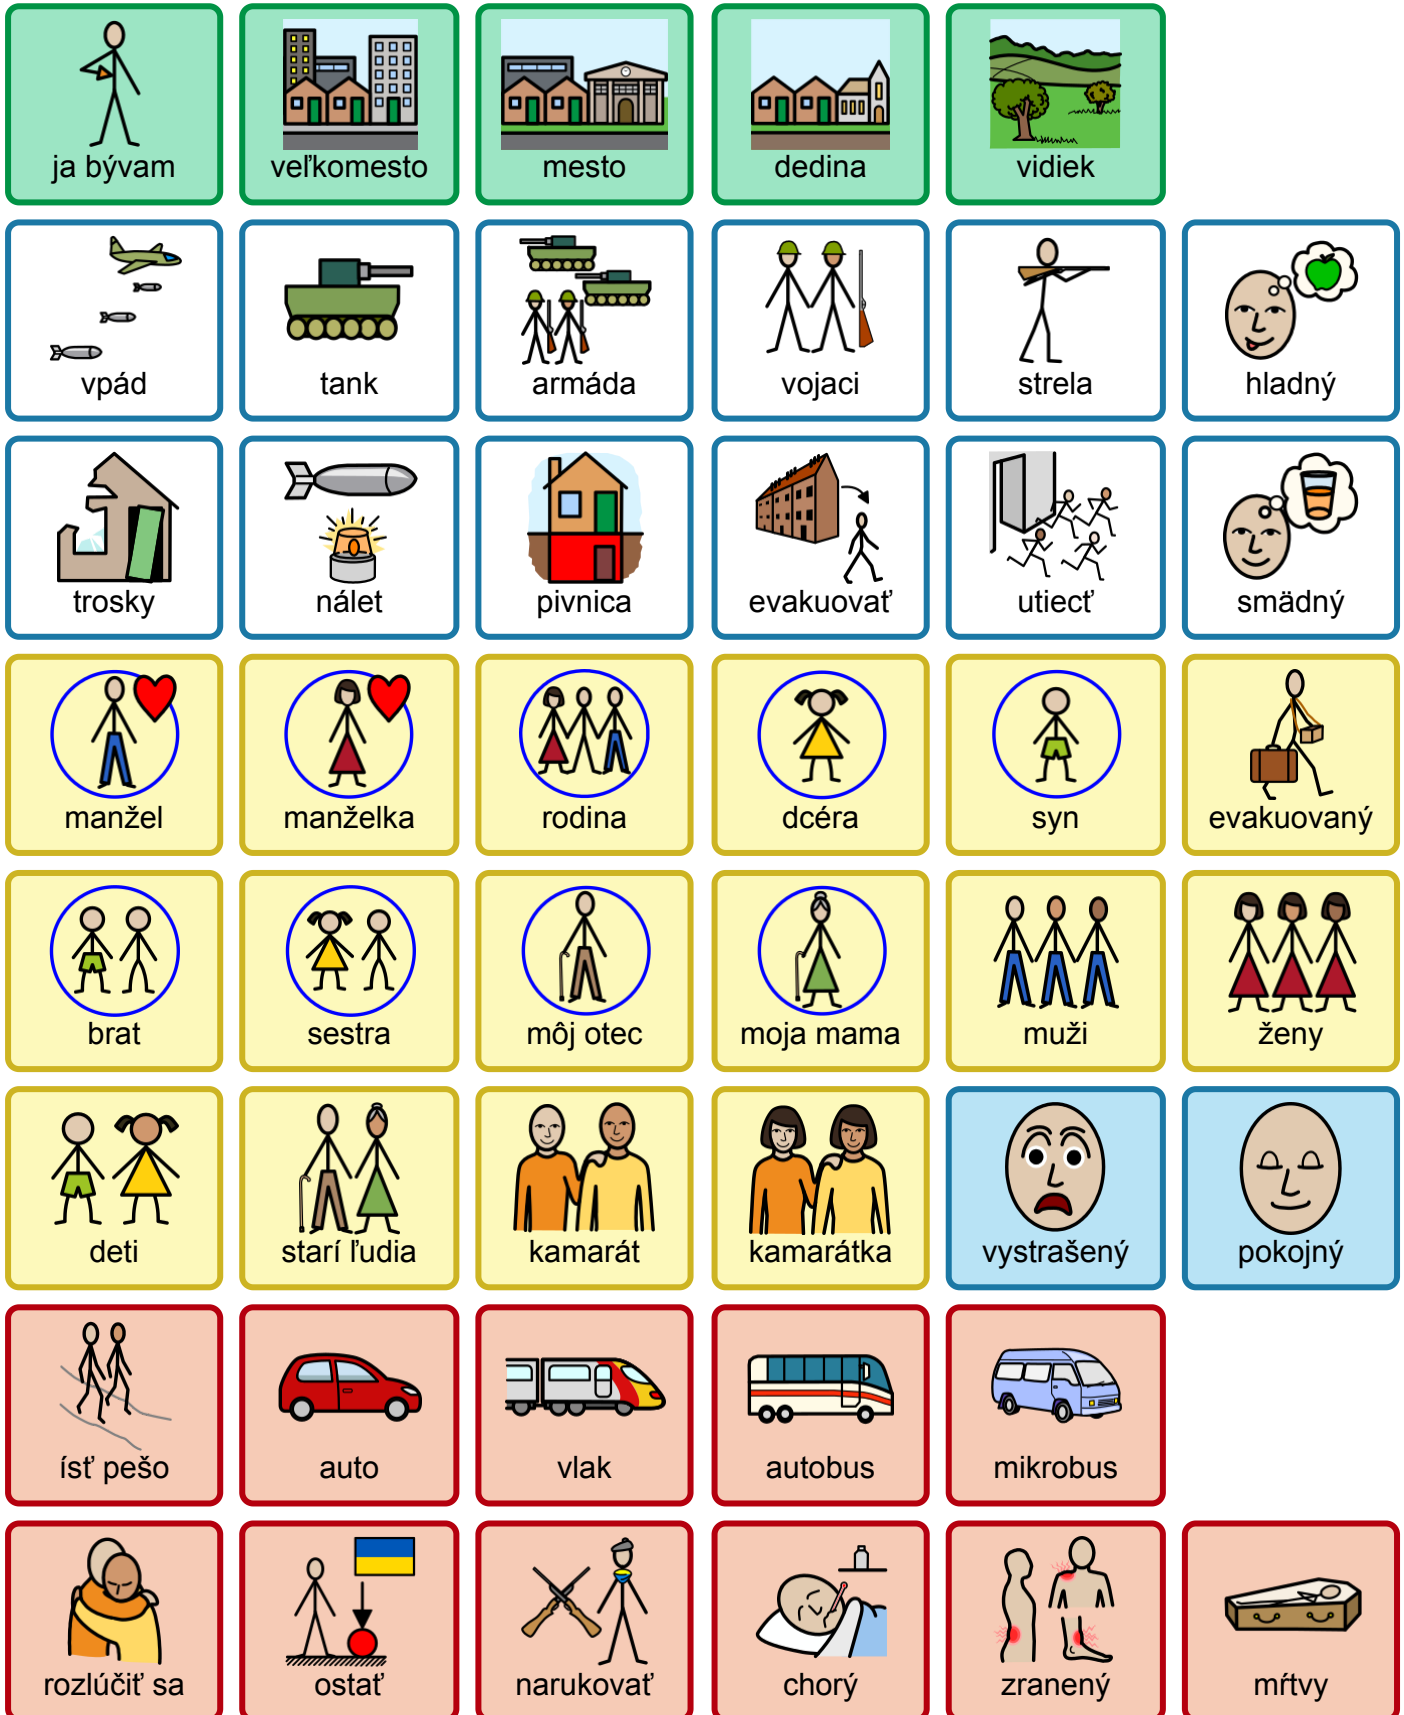 ja bývam
veľkomesto
mesto
dedina
vidiek
vpád
tank
armáda
vojaci
strela
hladný
trosky
nálet
pivnica
evakuovať
utiecť
smädný
manžel
manželka
rodina
dcéra
syn
evakuovaný
brat
sestra
môj otec
moja mama
muži
ženy
deti
starí ľudia
kamarát
kamarátka
vystrašený
pokojný
ísť pešo
auto
vlak
autobus
mikrobus
rozlúčiť sa
ostať
narukovať
chorý
zranený
mŕtvy